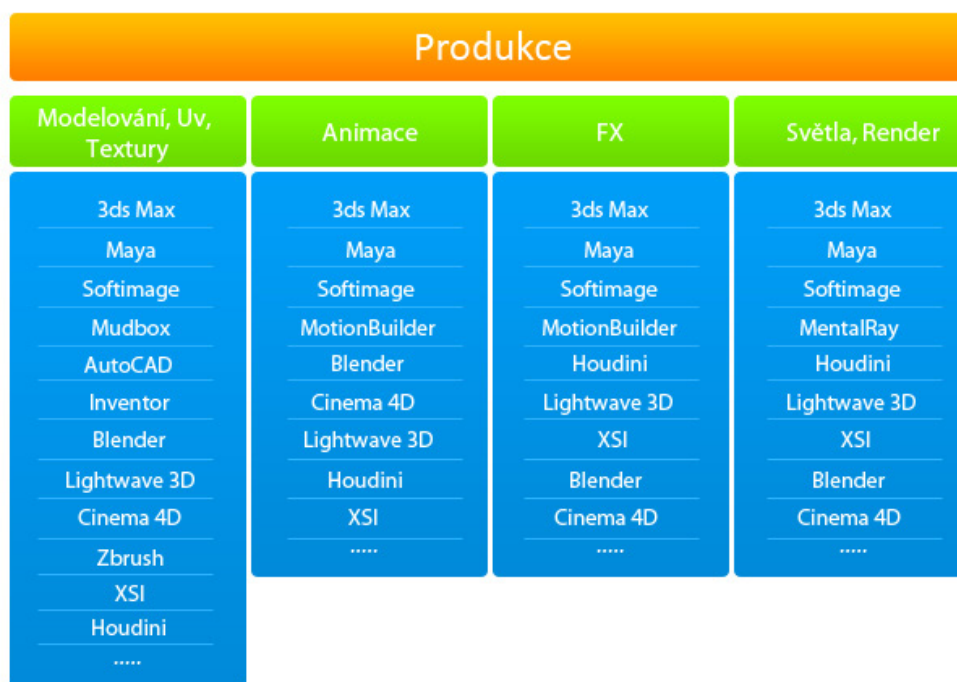 Produkce
Modelování, Uv,
Textury
3ds Max
Maya
Softimage
Mudbox
AutoCAD
Inventor
Blender
Lightwave 3D
Cinema 4D
Zbrush
XSI
Houdini
.....
Animace
3ds Max
Maya
Softimage
MotionBuilder
Blender
Cinema 4D
Lightwave 3D
Houdini
XSI
.....
FX
3ds Max
Maya
Softimage
MotionBuilder
Houdini
Lightwave 3D
XSI
Blender
Cinema 4D
.....
Světla, Render
3ds Max
Maya
Softimage
MentalRay
Houdini
Lightwave 3D
XSI
Blender
Cinema 4D
.....